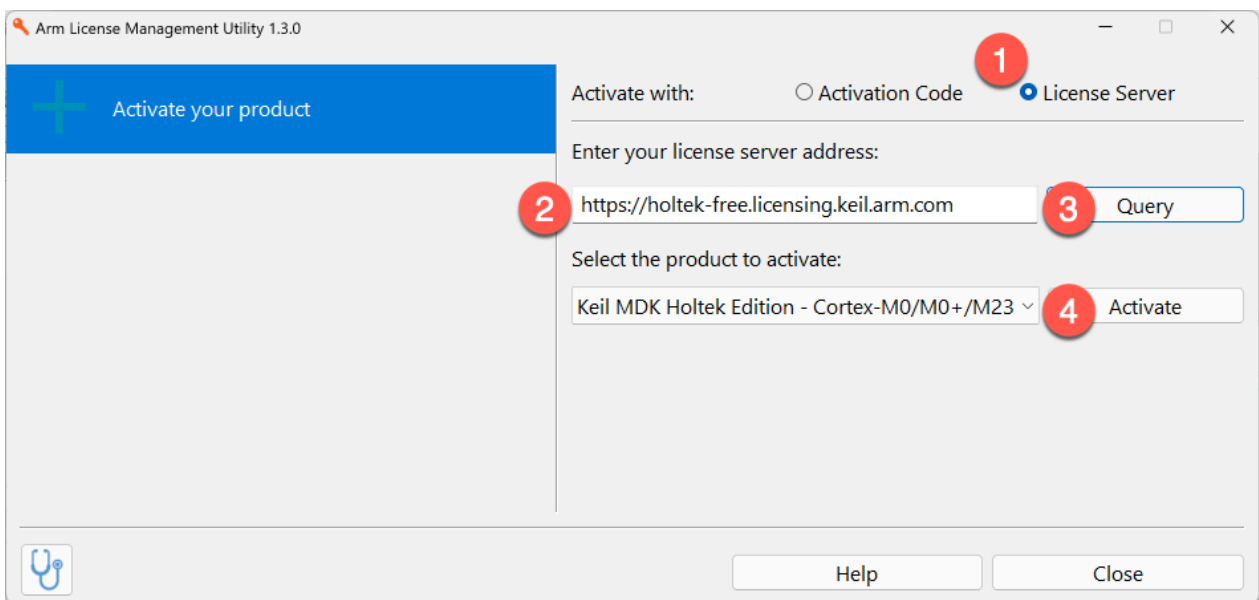 Arm License Management Utility 1.3.0
1
Activate your product
Activate with: Activation Code License Server
Enter your license server address:
2 https://holtek-free.licensing.keil.arm.com 3 Query
Select the product to activate:
Keil MDK Holtek Edition - Cortex-M0/M0+/M23 4 Activate
Help Close